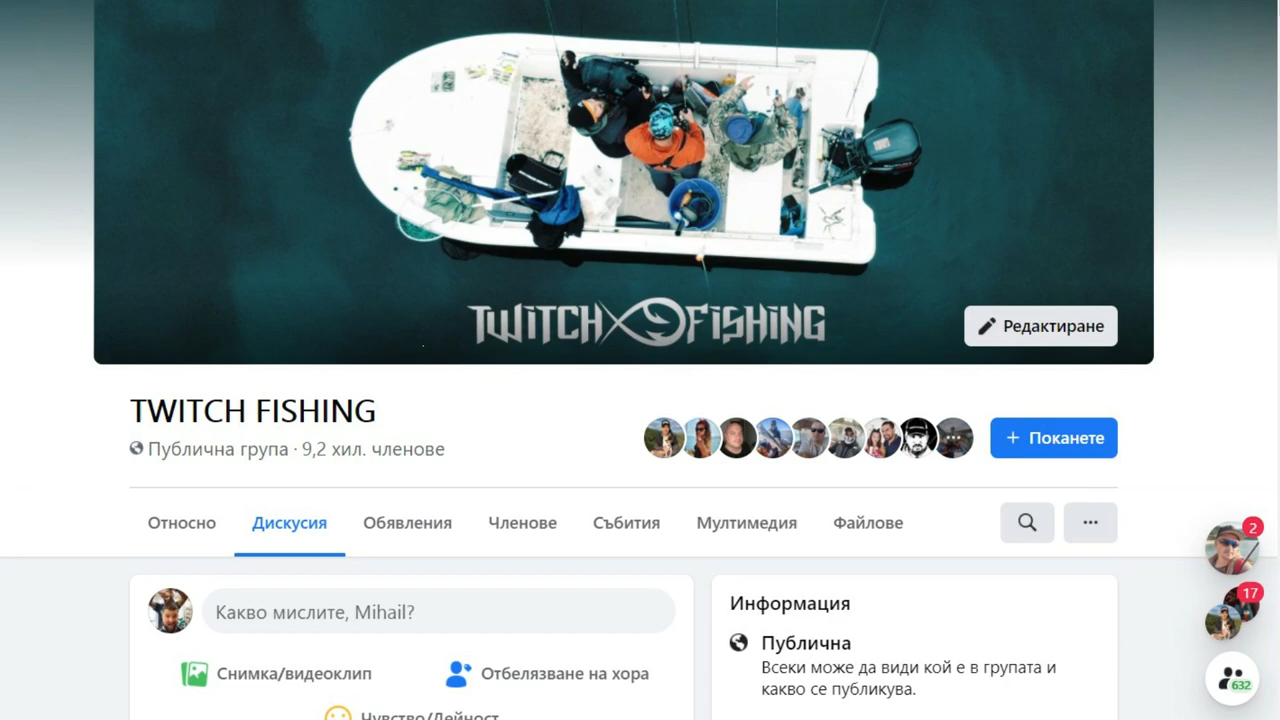 TWITCH FISHING
Редактиране
TWITCH FISHING
Публична група · 9,2 хил. членове
+ Поканете
Относно
Дискусия
Обявления
Членове
Събития
Мултимедия
Файлове
2
17
632
Какво мислите, Mihail?
Снимка/видеоклип
Отбелязване на хора
Чувство/Дейност
Информация
Публична
Всеки може да види кой е в групата и
какво се публикува.